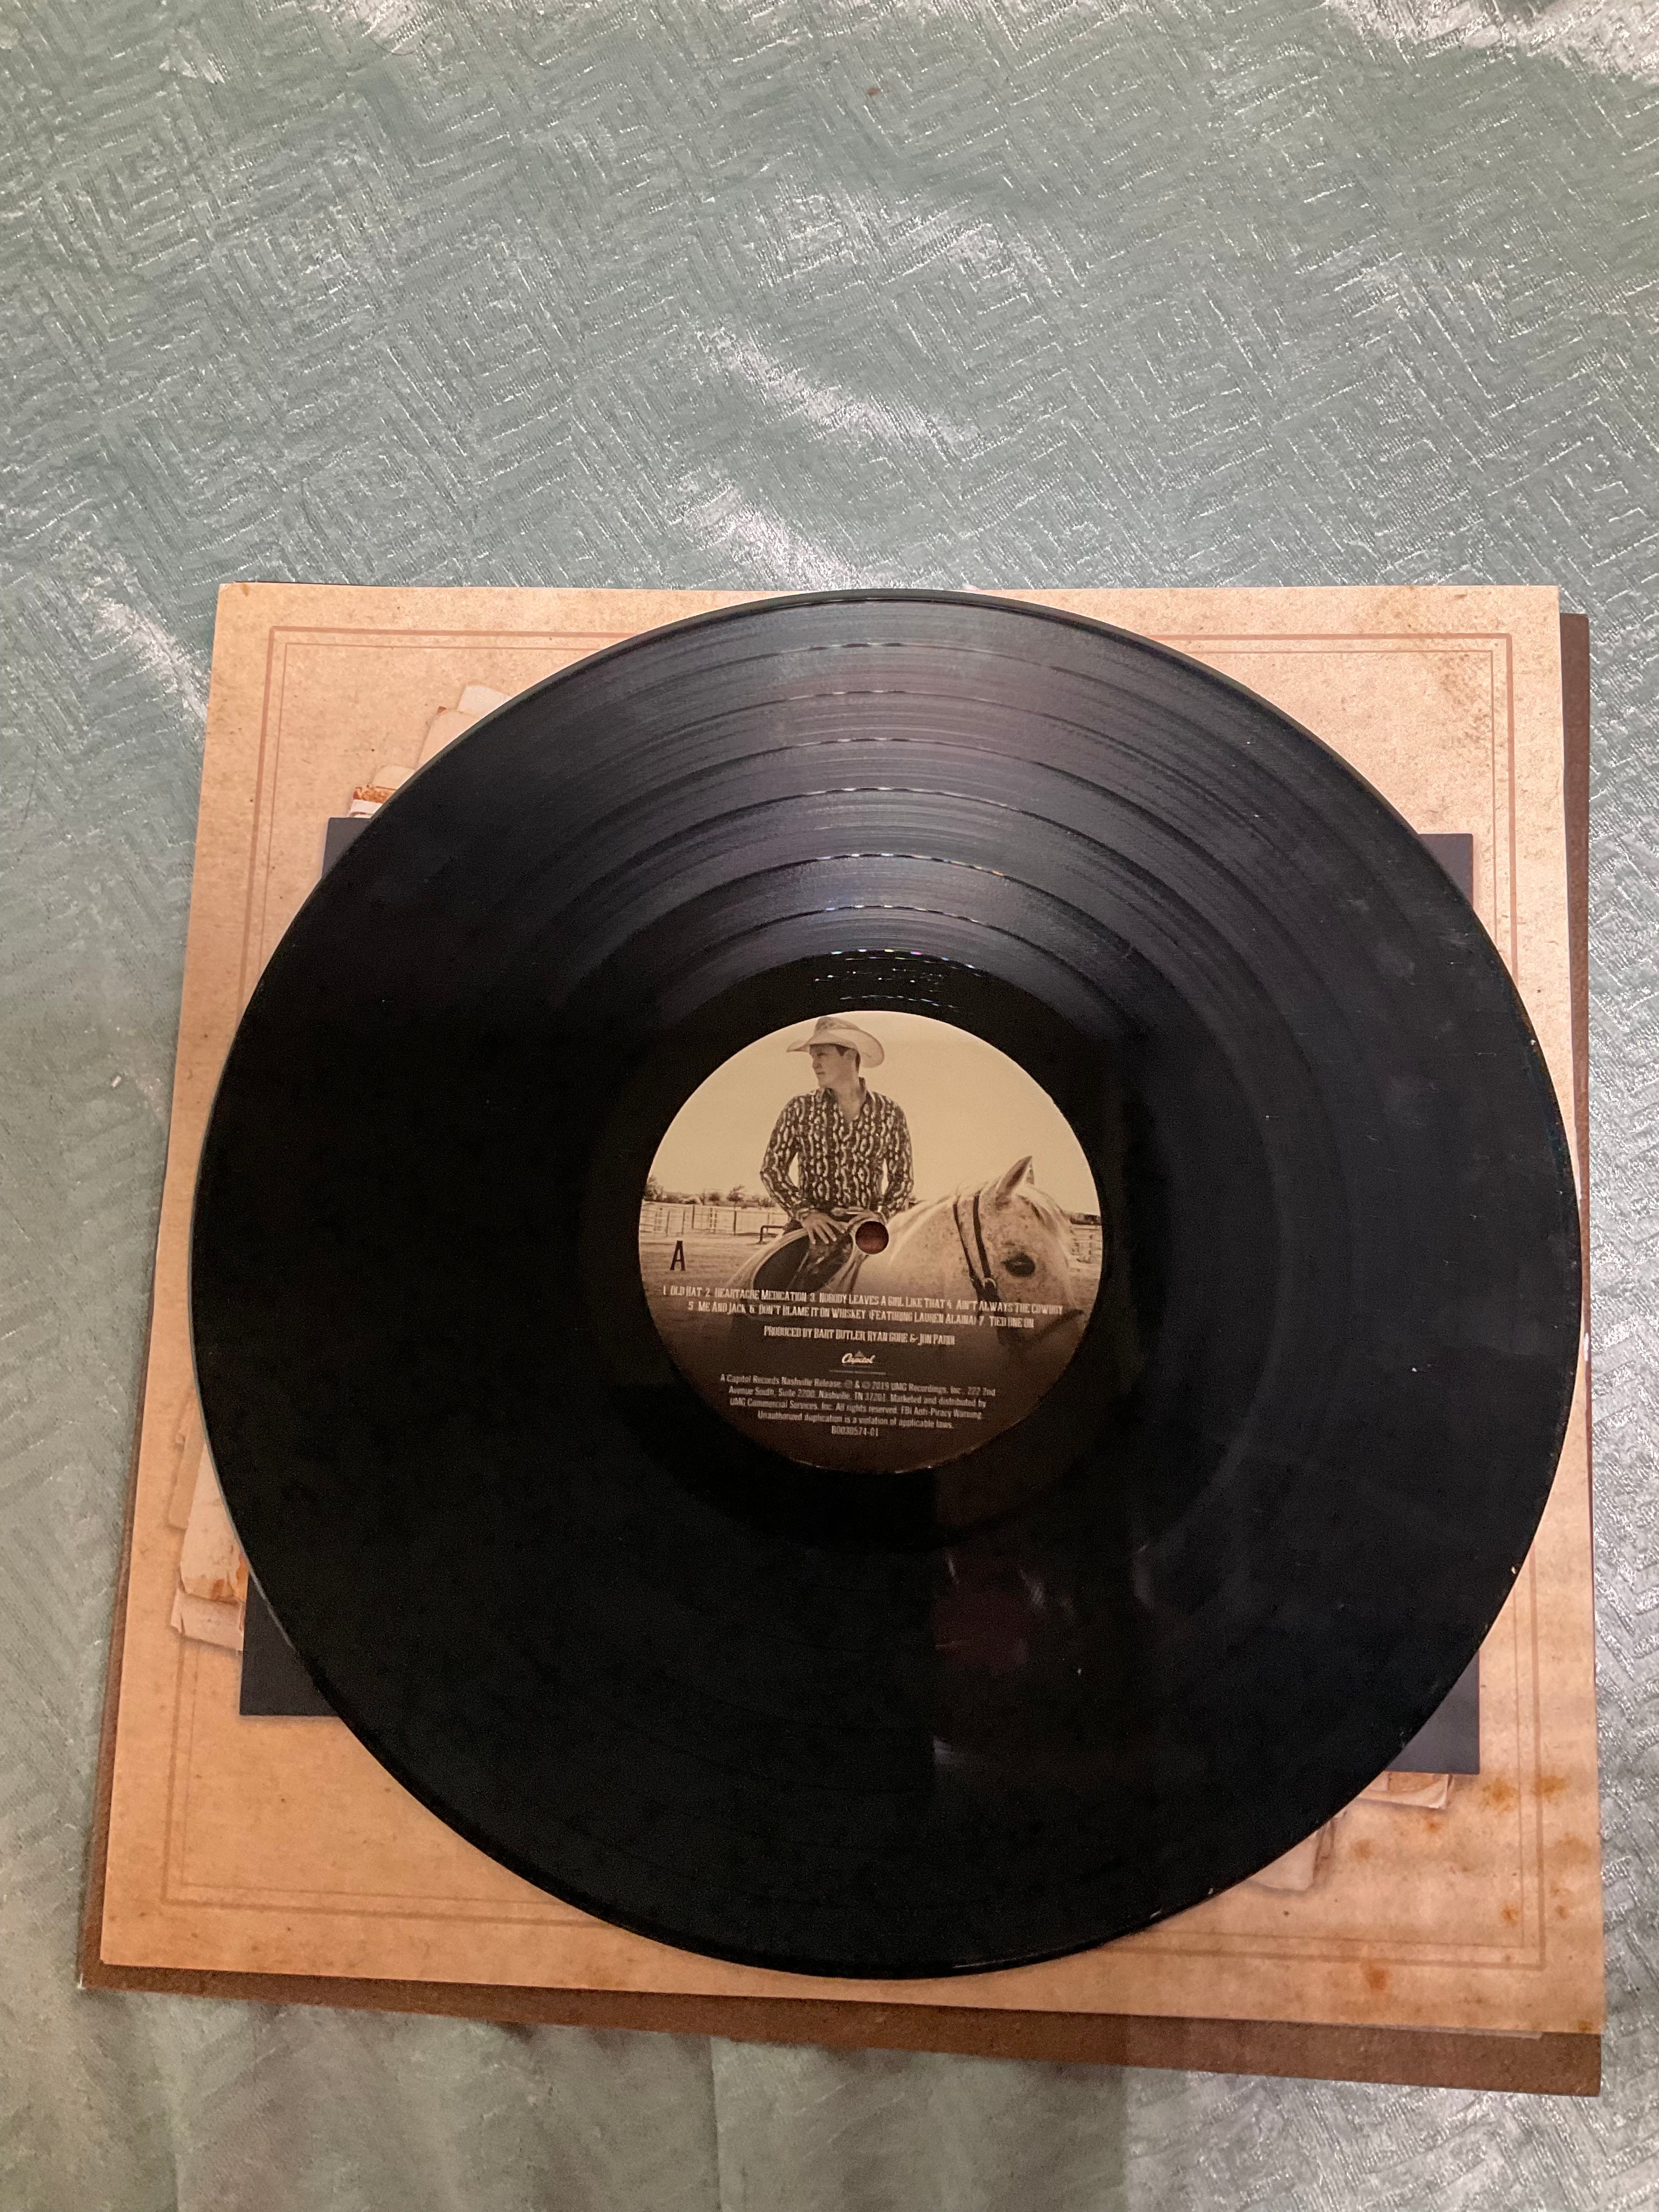 A
1 OLD HAT 2 HEARTACHE MEDICATION 3 NOBODY LEAVES A GIRL LIKE THAT 4 AIN'T ALWAYS THE COWBOY
5 ME AND JACK 6 DON'T BLAME IT ON WHISKEY (FEATURING LAUREN ALAINA) 7 TIED ONE ON
PRODUCED BY BART BUTLER RYAN GORE & JON PARDI
Capitol
A Capitol Records Nashville Release; ℗ & © 2019 UMG Recordings, Inc., 222 2nd
Avenue South, Suite 2200, Nashville, TN 37201. Marketed and distributed by
UMG Commercial Services, Inc. All rights reserved. FBI Anti-Piracy Warning:
Unauthorized duplication is a violation of applicable laws.
B0030574-01